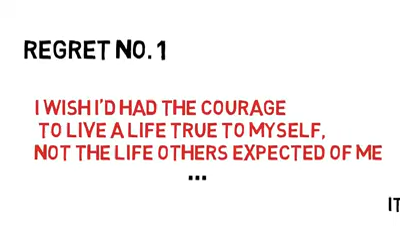 REGRET NO. 1
I WISH I'D HAD THE COURAGE
TO LIVE A LIFE TRUE TO MYSELF,
NOT THE LIFE OTHERS EXPECTED OF ME
...
IT